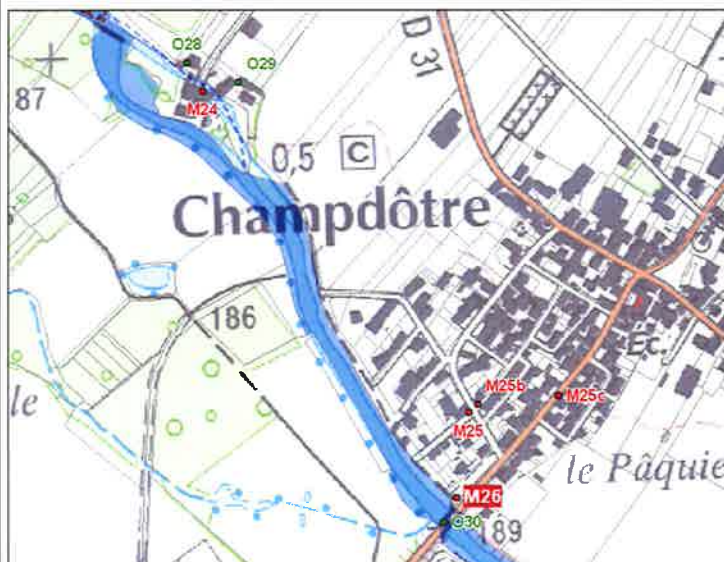 O28
O29
D 31
M24
87
0,5 C
Champdôtre
186
Ec.
M25b
M25c
M25
le
le Pâquie
M26
O30
189